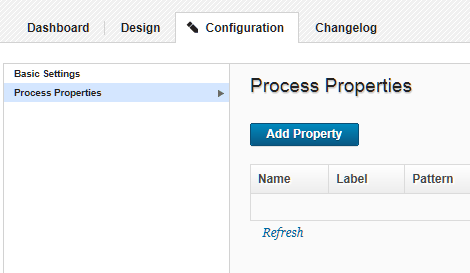 Dashboard Design Configuration Changelog
Basic Settings
Process Properties
Process Properties
Add Property
Name Label Pattern
Refresh